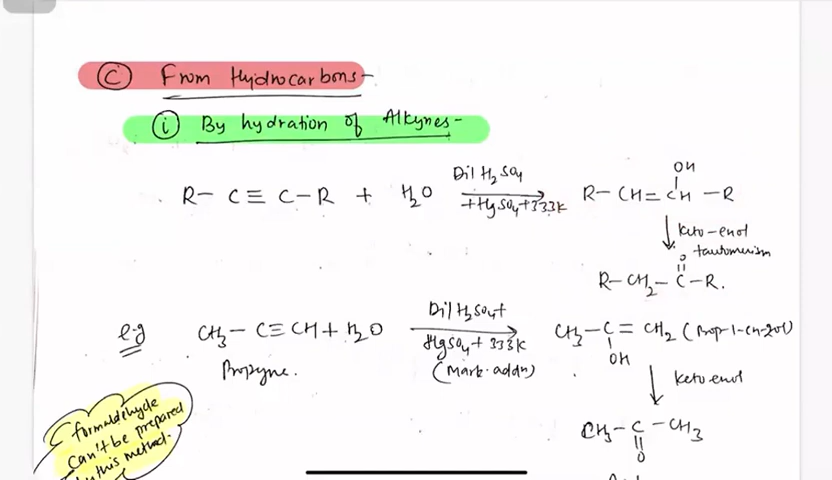 C From Hydrocarbons-
i By hydration of Alkynes-
R- C≡ C-R + H₂O Dil H₂SO₄ +HgSO₄+333K R- CH=CH -R
OH
keto-enol
tautomerism
O
R-CH₂-C-R.
e.g CH₃- C≡CH+H₂O Dil H₂SO₄+ HgSO₄+ 333K CH₃-C=CH₂ (Prop-1-en-2ol)
OH
Propyne. (Mark. addn)
keto enol
CH₃-C-CH₃
O
formaldehyde
can't be prepared
by this method.